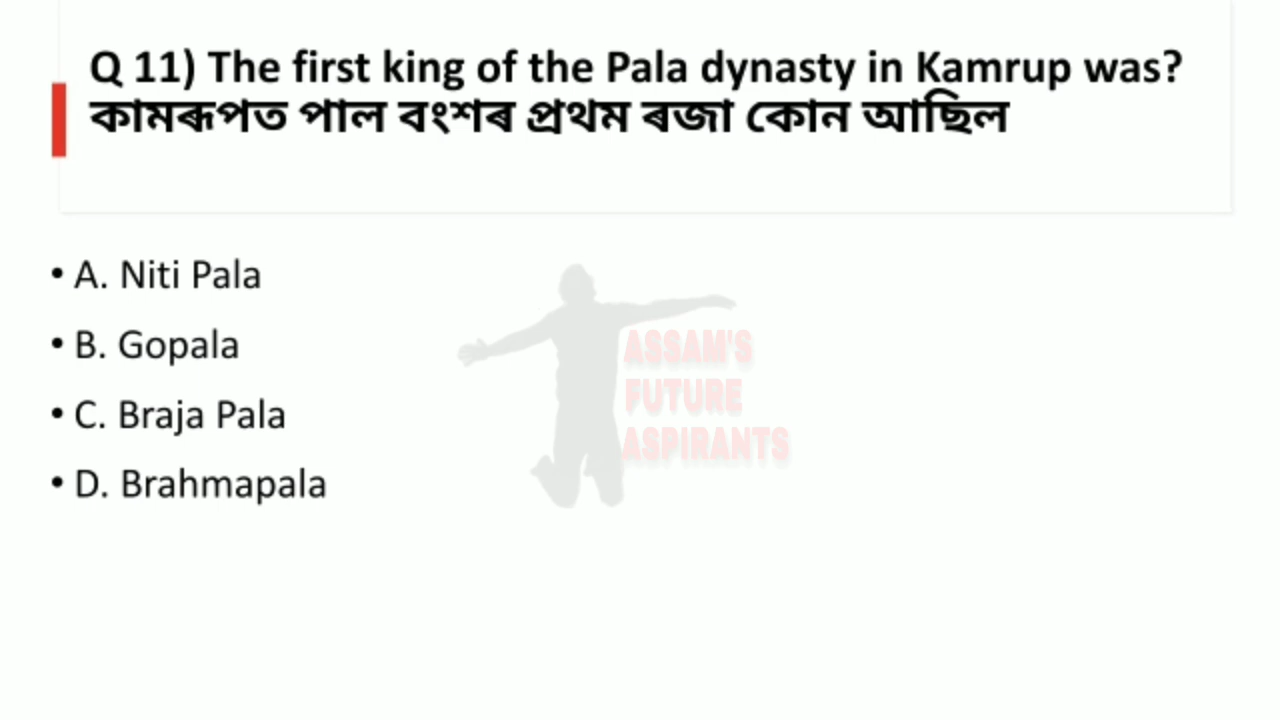 Q 11) The first king of the Pala dynasty in Kamrup was?
কামৰূপত পাল বংশৰ প্ৰথম ৰজা কোন আছিল
• A. Niti Pala
• B. Gopala
• C. Braja Pala
• D. Brahmapala
ASSAM'S
FUTURE
ASPIRANTS